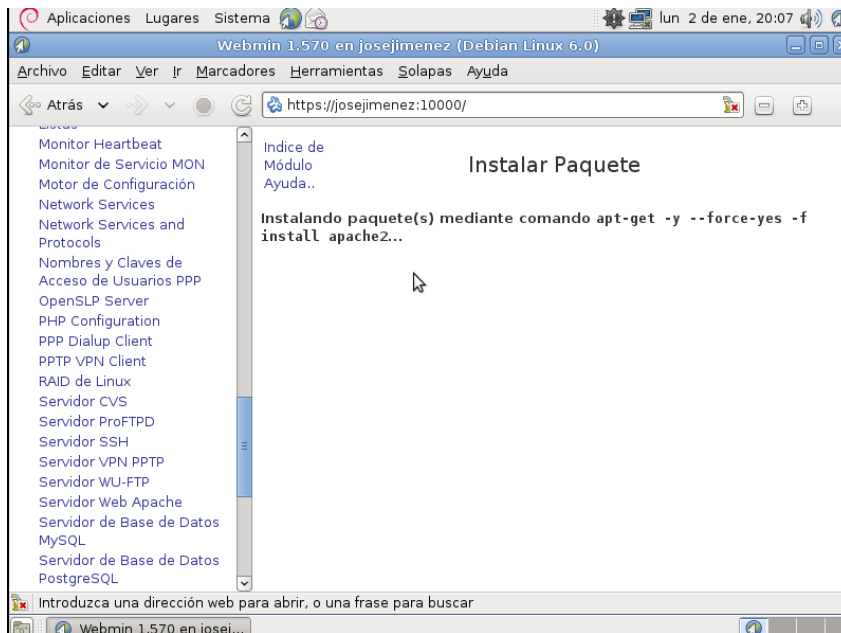 Aplicaciones Lugares Sistema
lun 2 de ene, 20:07
Webmin 1.570 en josejimenez (Debian Linux 6.0)
Archivo Editar Ver Ir Marcadores Herramientas Solapas Ayuda
Atrás
https://josejimenez:10000/
Listas
Monitor Heartbeat
Monitor de Servicio MON
Motor de Configuración
Network Services
Network Services and
Protocols
Nombres y Claves de
Acceso de Usuarios PPP
OpenSLP Server
PHP Configuration
PPP Dialup Client
PPTP VPN Client
RAID de Linux
Servidor CVS
Servidor ProFTPD
Servidor SSH
Servidor VPN PPTP
Servidor WU-FTP
Servidor Web Apache
Servidor de Base de Datos
MySQL
Servidor de Base de Datos
PostgreSQL
Indice de
Módulo
Ayuda..
Instalar Paquete
Instalando paquete(s) mediante comando apt-get -y --force-yes -f
install apache2...
Introduzca una dirección web para abrir, o una frase para buscar
Webmin 1.570 en josej...